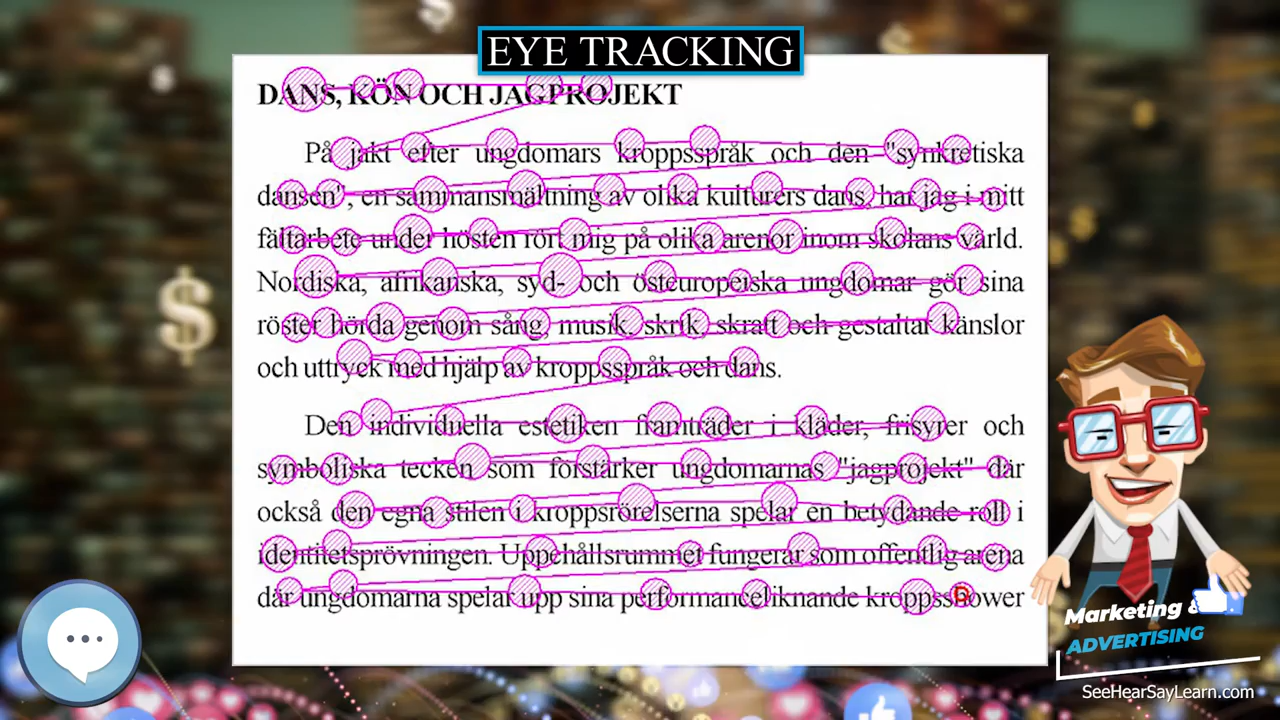 EYE TRACKING
DANS, KÖN OCH JAGPROJEKT
På jakt efter ungdomars kroppsspråk och den "synkretiska
dansen", en sammansmältning av olika kulturers dans, har jag i mitt
fältarbete under hösten rört mig på olika arenor inom skolans värld.
Nordiska, afrikanska, syd- och östeuropeiska ungdomar gör sina
röster hörda genom sång, musik, skrik, skratt och gestaltar känslor
och uttryck med hjälp av kroppsspråk och dans.
Den individuella estetiken framträder i kläder, frisyrer och
symboliska tecken som förstärker ungdomarnas "jagprojekt" där
också den egna stilen i kroppsrörelserna spelar en betydande roll i
identitetsprövningen. Uppehållsrummet fungerar som offentlig arena
där ungdomarna spelar upp sina performanceliknande kroppsshower
Marketing &
ADVERTISING
SeeHearSayLearn.com